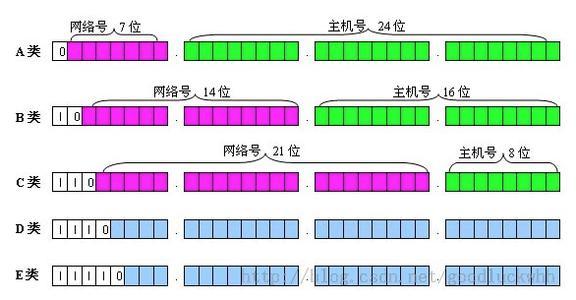 网络号 7 位 主机号 24 位
A 类 0 . . .
网络号 14 位 主机号 16 位
B 类 1 0 . . .
网络号 21 位 主机号 8 位
C 类 1 1 0 . . .
D 类 1 1 1 0 . . .
E 类 1 1 1 1 0 . . .
http://blog.csdn.net/goodluckyhh